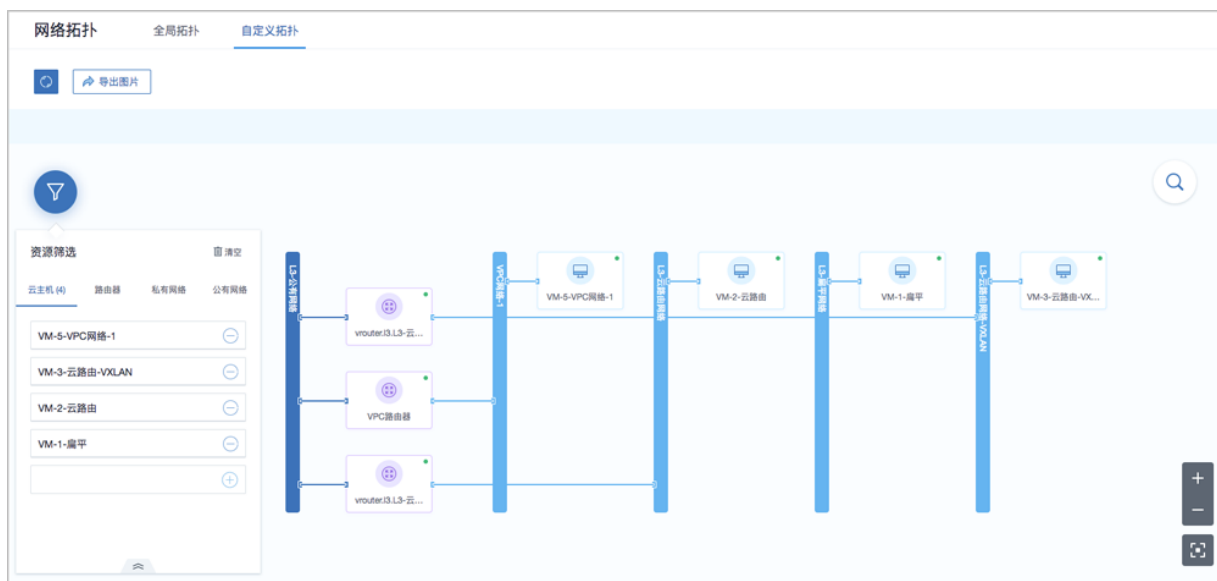 网络拓扑 全局拓扑 自定义拓扑
导出图片
资源筛选 清空
云主机 (4) 路由器 私有网络 公有网络
VM-5-VPC网络-1
VM-3-云路由-VXLAN
VM-2-云路由
VM-1-扁平
L3-公有网络
vrouter.l3.L3-云...
VPC路由器
vrouter.l3.L3-云...
VPC网络-1
VM-5-VPC网络-1
L3-云路由网络
VM-2-云路由
L3-扁平网络
VM-1-扁平
L3-云路由网络-VXLAN
VM-3-云路由-VX...